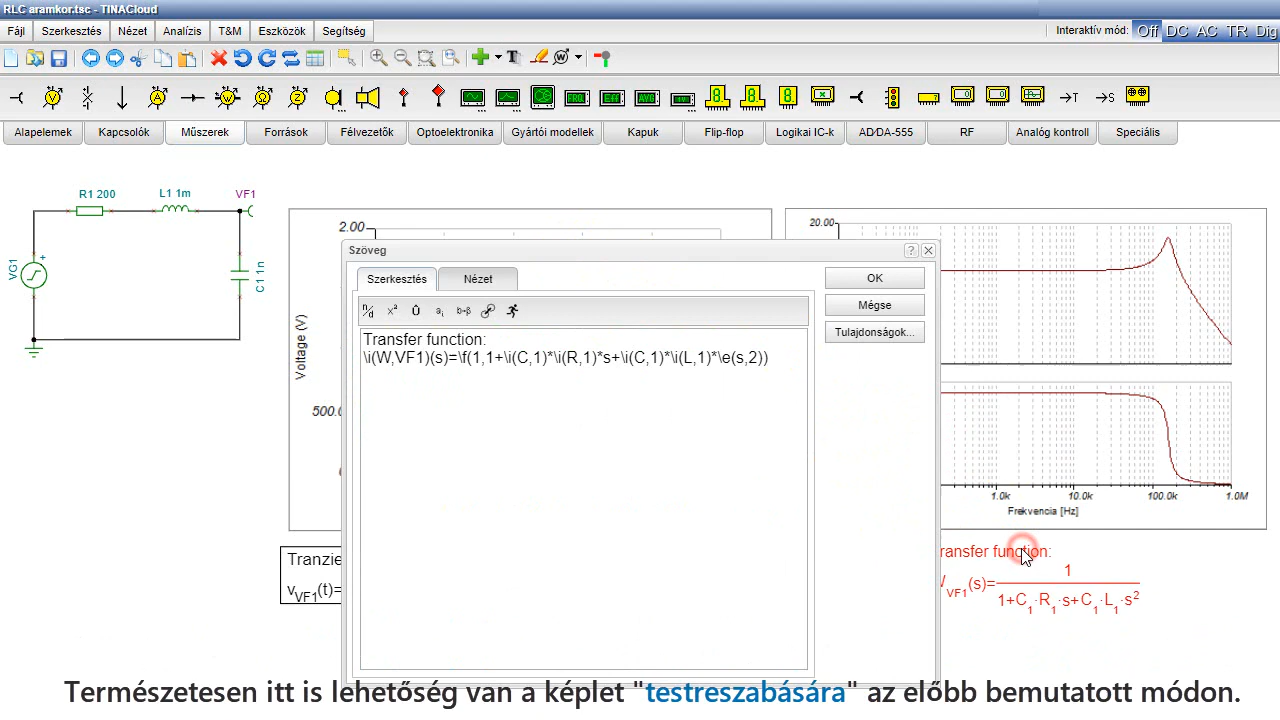 RLC aramkor.tsc - TINACloud
Fájl Szerkesztés Nézet Analízis T&M Eszközök Segítség Interaktív mód: Off DC AC TR Dig
Alapelemek Kapcsolók Műszerek Források Félvezetők Optoelektronika Gyártói modellek Kapuk Flip-flop Logikai IC-k AD/DA-555 RF Analóg kontroll Speciális
R1 200 L1 1m VF1
VG1
+
C1 1n
2.00
Voltage (V)
500.0
20.00
1.0k 10.0k 100.0k 1.0M
Frekvencia [Hz]
Szöveg
Szerkesztés Nézet
OK
Mégse
Tulajdonságok...
Transfer function:
\i(W,VF1)(s)=\f(1,1+\i(C,1)*\i(R,1)*s+\i(C,1)*\i(L,1)*\e(s,2))
Tranzie
vVF1(t)=
ransfer function:
VF1(s)=
1
1+C1·R1·s+C1·L1·s²
Természetesen itt is lehetőség van a képlet "testreszabására" az előbb bemutatott módon.